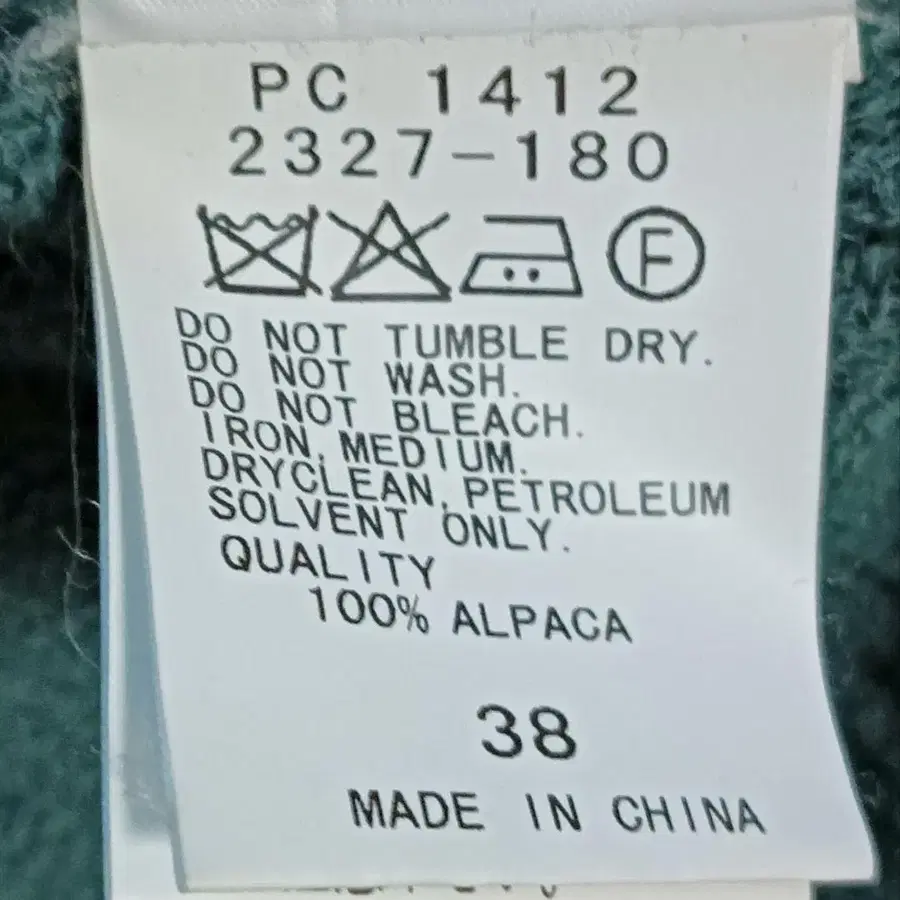 PC 1412
2327-180
F
DO NOT TUMBLE DRY.
DO NOT WASH.
DO NOT BLEACH.
IRON, MEDIUM.
DRYCLEAN, PETROLEUM
SOLVENT ONLY.
QUALITY
100% ALPACA
38
MADE IN CHINA